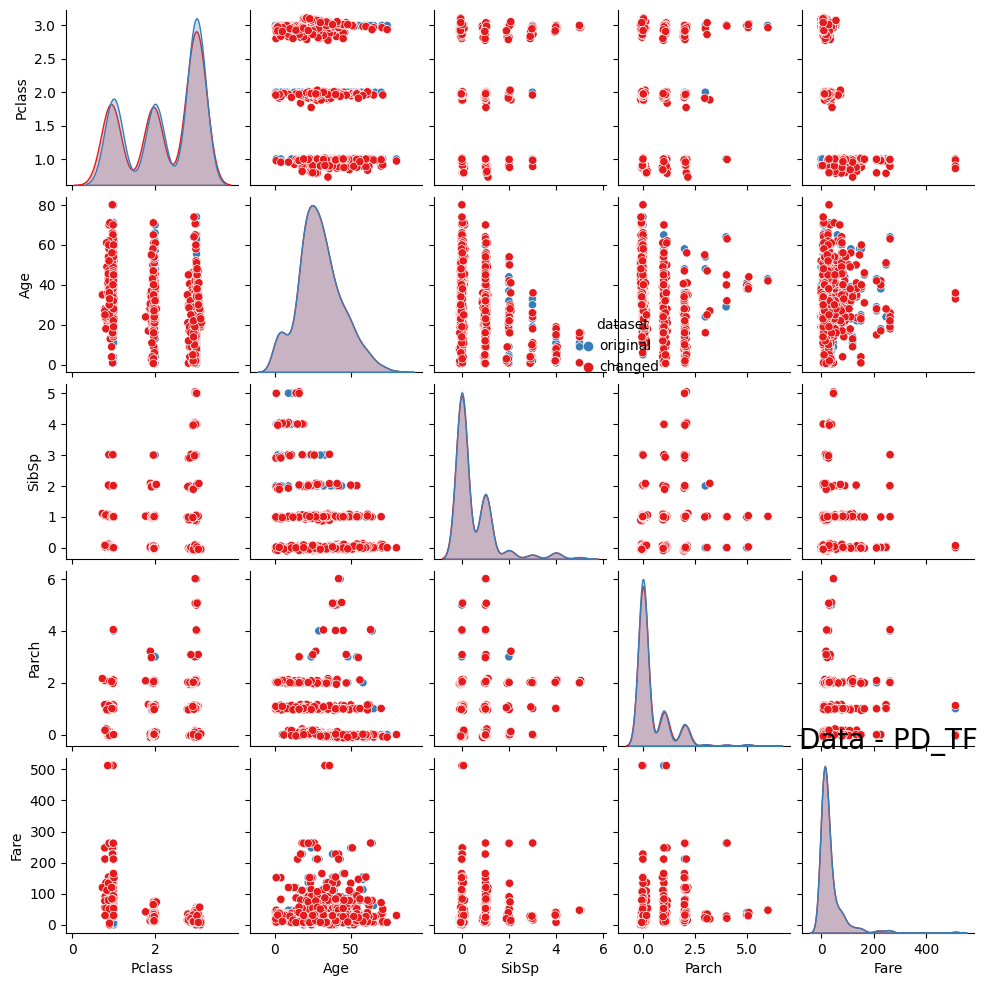 3.0
2.5
2.0
1.5
1.0
Pclass
80
60
40
20
0
Age
dataset
original
changed
5
4
3
2
1
0
SibSp
6
4
2
0
Parch
Data - PD_TF
500
400
300
200
100
0
Fare
0 2
Pclass
0 50
Age
0 2 4 6
SibSp
0.0 2.5 5.0
Parch
0 200 400
Fare